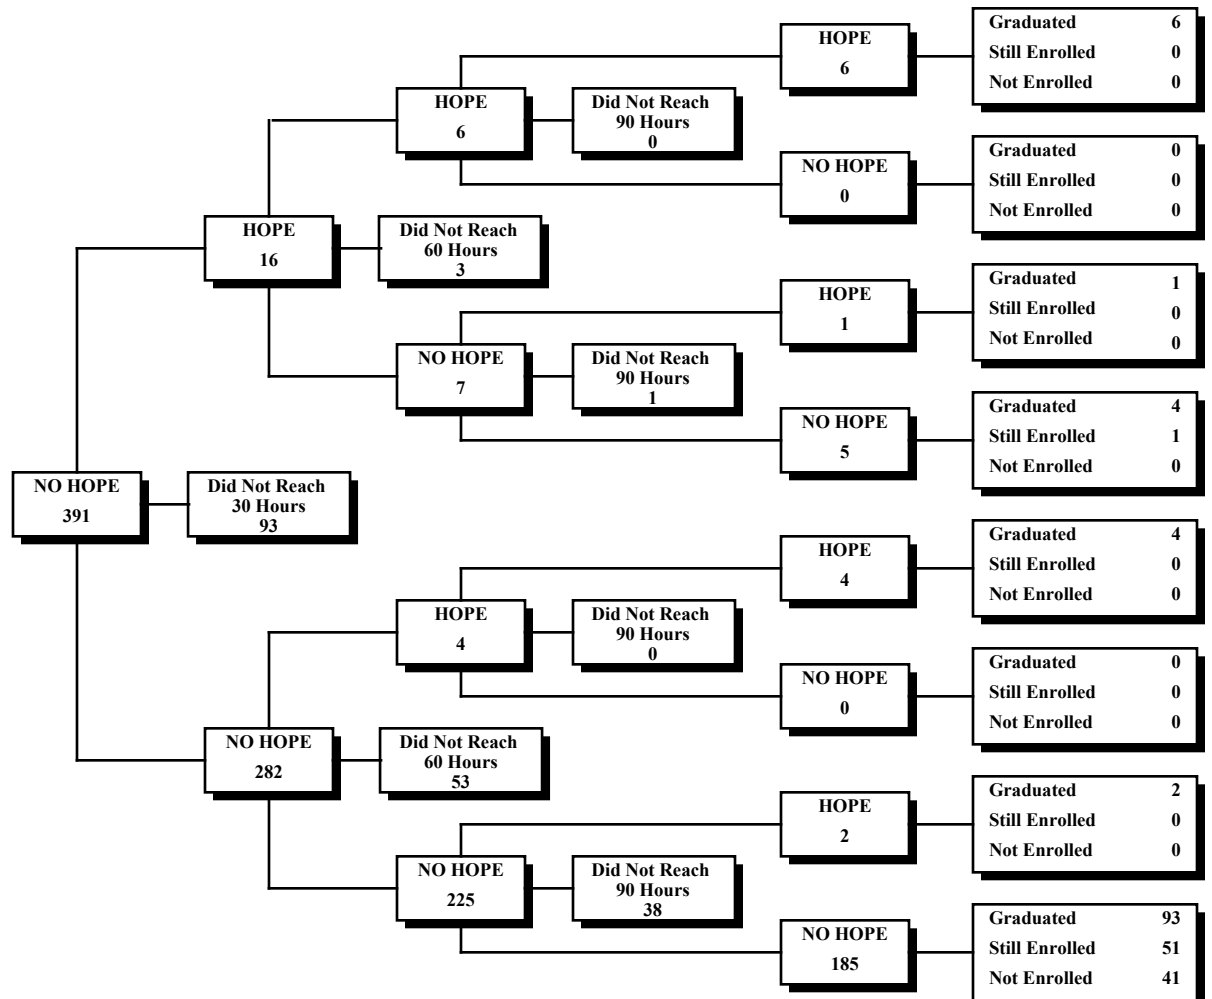 HOPE
6
Graduated 6
Still Enrolled 0
Not Enrolled 0
HOPE
6
Did Not Reach
90 Hours
0
NO HOPE
0
Graduated 0
Still Enrolled 0
Not Enrolled 0
HOPE
16
Did Not Reach
60 Hours
3
HOPE
1
Graduated 1
Still Enrolled 0
Not Enrolled 0
NO HOPE
7
Did Not Reach
90 Hours
1
NO HOPE
5
Graduated 4
Still Enrolled 1
Not Enrolled 0
NO HOPE
391
Did Not Reach
30 Hours
93
HOPE
4
Graduated 4
Still Enrolled 0
Not Enrolled 0
HOPE
4
Did Not Reach
90 Hours
0
NO HOPE
0
Graduated 0
Still Enrolled 0
Not Enrolled 0
NO HOPE
282
Did Not Reach
60 Hours
53
HOPE
2
Graduated 2
Still Enrolled 0
Not Enrolled 0
NO HOPE
225
Did Not Reach
90 Hours
38
NO HOPE
185
Graduated 93
Still Enrolled 51
Not Enrolled 41